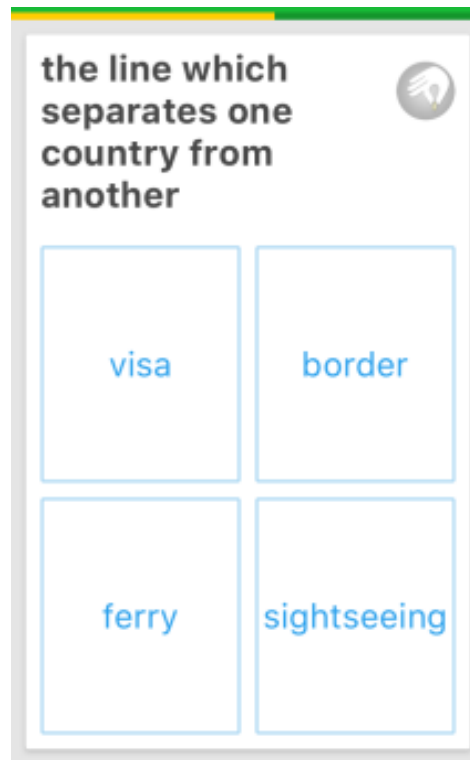 the line which
separates one
country from
another
visa
border
ferry
sightseeing